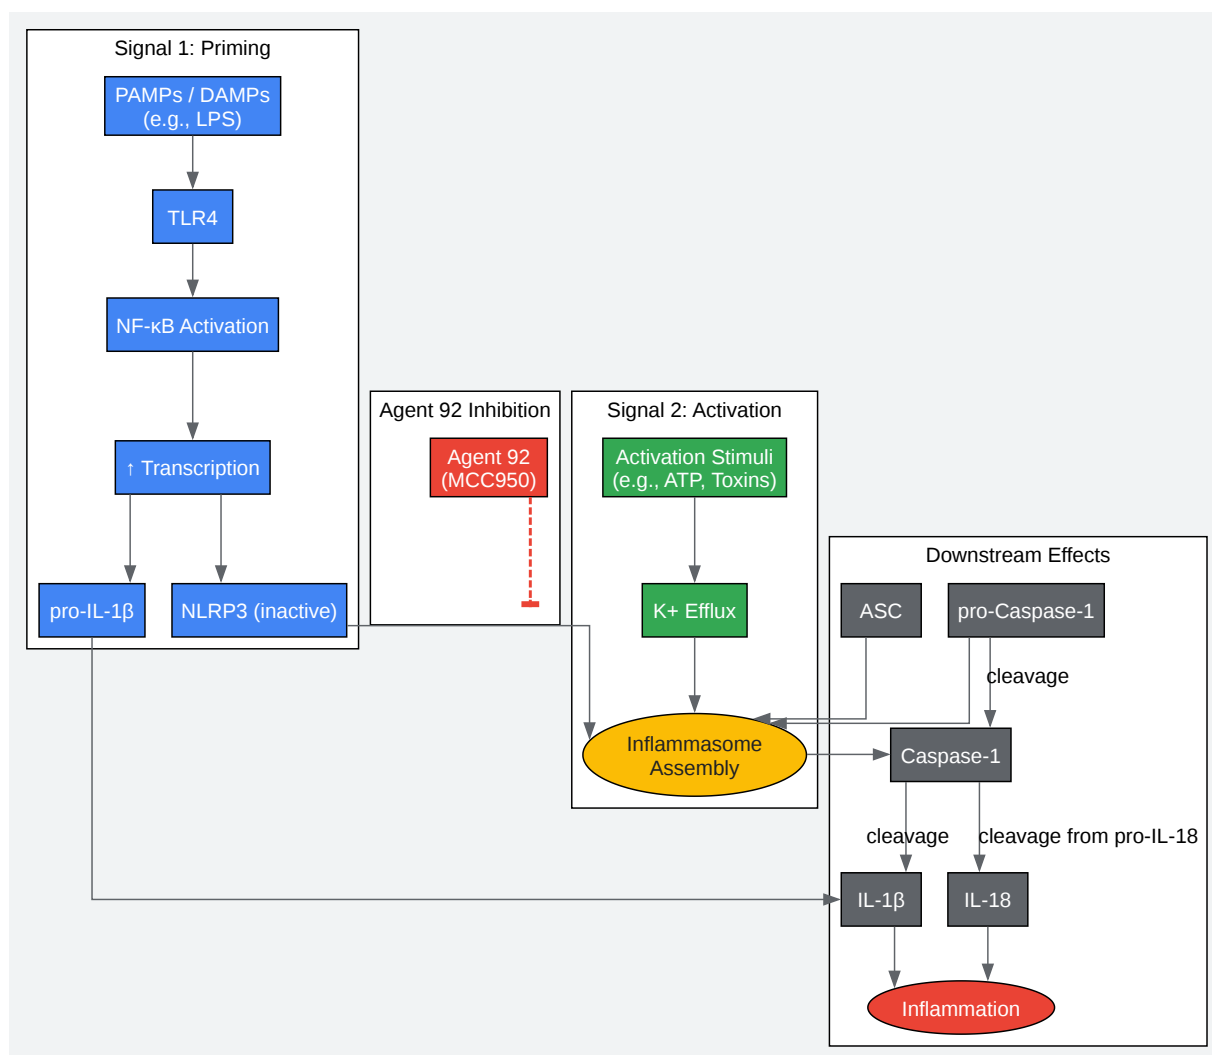 Signal 1: Priming
PAMPs / DAMPs
(e.g., LPS)
TLR4
NF-κB Activation
↑ Transcription
pro-IL-1β
NLRP3 (inactive)
Agent 92 Inhibition
Agent 92
(MCC950)
Signal 2: Activation
Activation Stimuli
(e.g., ATP, Toxins)
K+ Efflux
Inflammasome
Assembly
Downstream Effects
ASC
pro-Caspase-1
cleavage
Caspase-1
cleavage
cleavage from pro-IL-18
IL-1β
IL-18
Inflammation